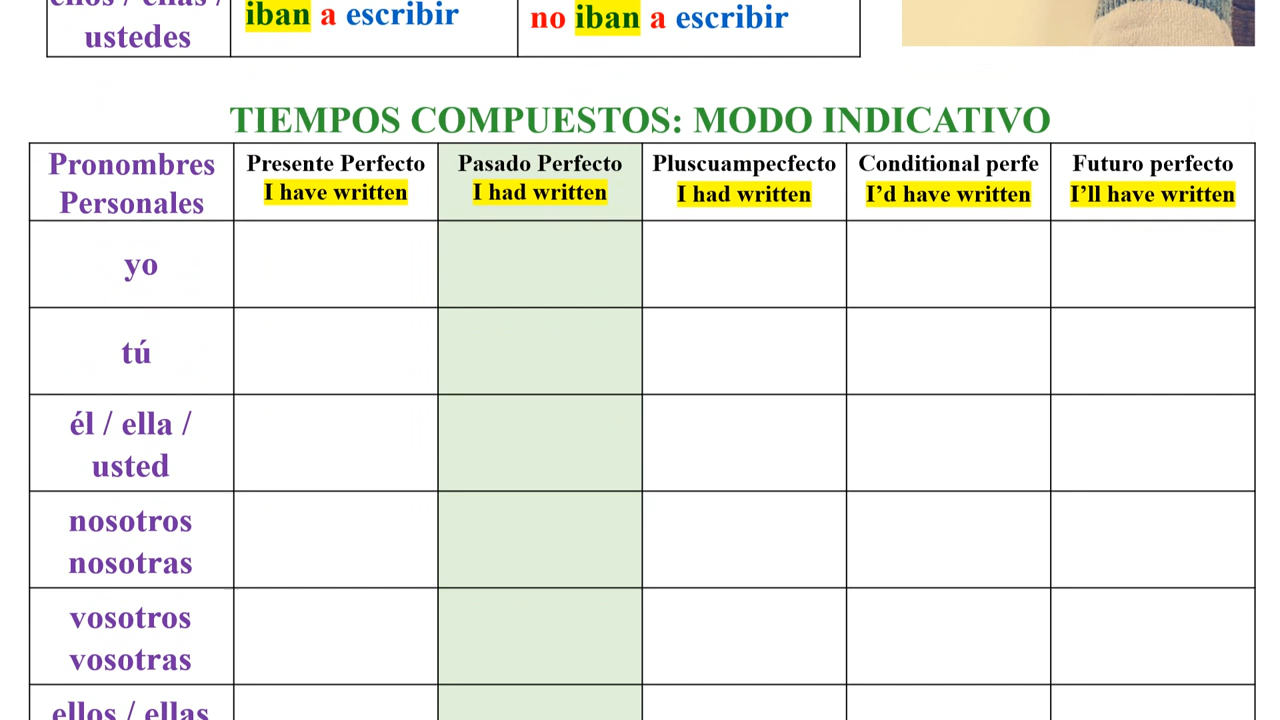 ellos / ellas /
ustedes
iban a escribir
no iban a escribir
TIEMPOS COMPUESTOS: MODO INDICATIVO
Pronombres
Personales
Presente Perfecto
I have written
Pasado Perfecto
I had written
Pluscuampecfecto
I had written
Conditional perfe
I’d have written
Futuro perfecto
I’ll have written
yo
tú
él / ella /
usted
nosotros
nosotras
vosotros
vosotras
ellos / ellas